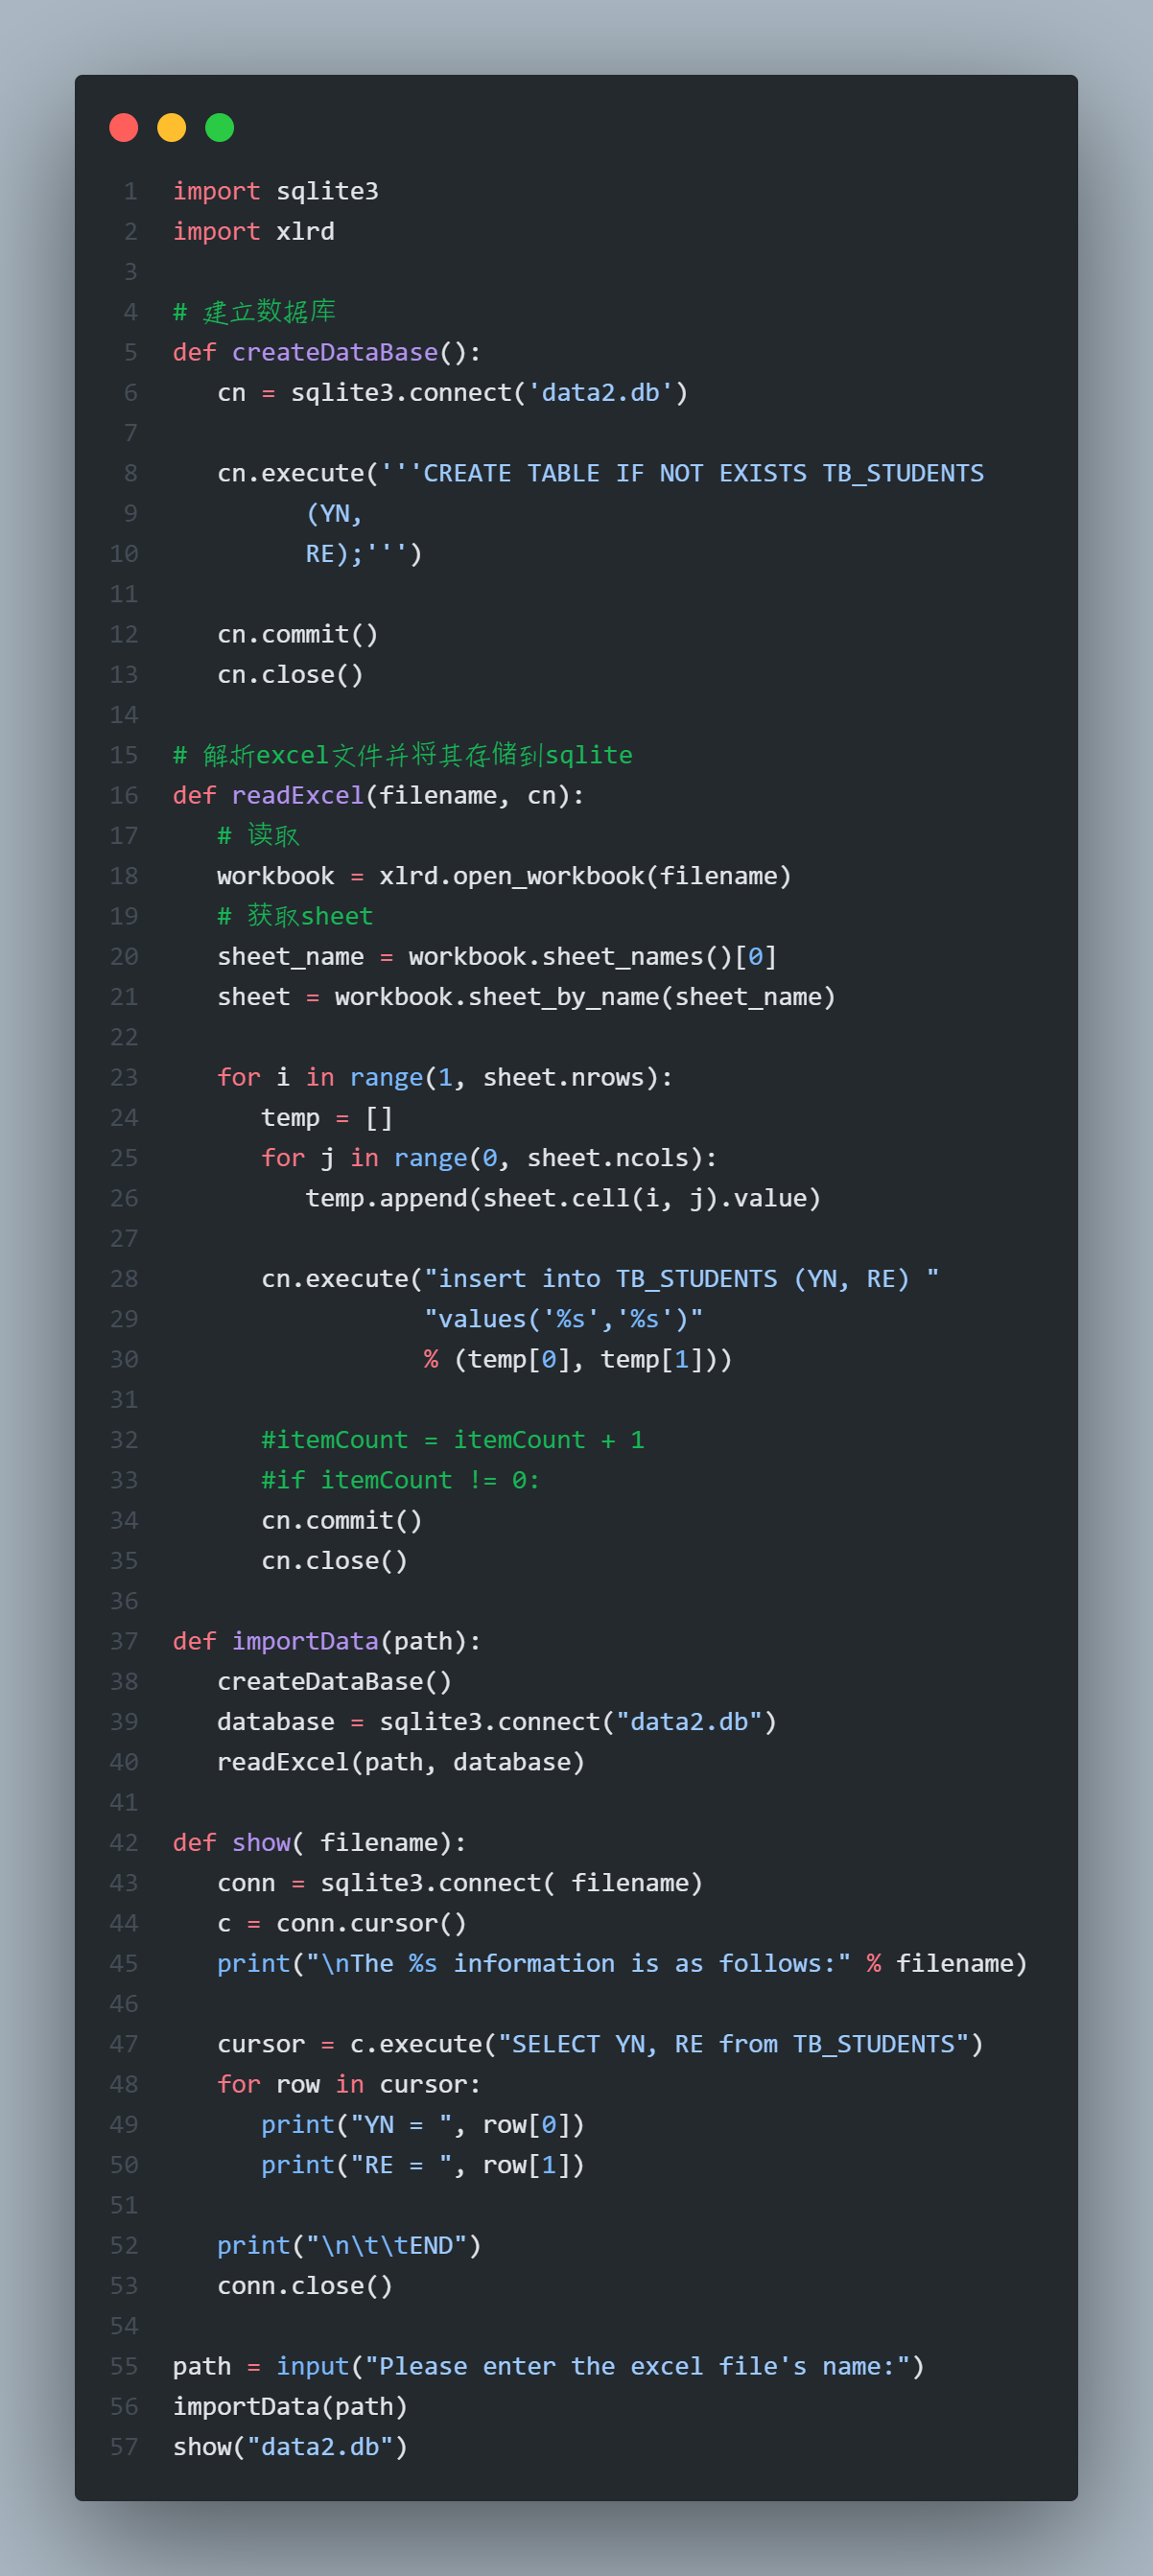 1 import sqlite3
2 import xlrd
3
4 # 建立数据库
5 def createDataBase():
6    cn = sqlite3.connect('data2.db')
7
8    cn.execute('''CREATE TABLE IF NOT EXISTS TB_STUDENTS
9          (YN,
10          RE);''')
11
12    cn.commit()
13    cn.close()
14
15 # 解析excel文件并将其存储到sqlite
16 def readExcel(filename, cn):
17    # 读取
18    workbook = xlrd.open_workbook(filename)
19    # 获取sheet
20    sheet_name = workbook.sheet_names()[0]
21    sheet = workbook.sheet_by_name(sheet_name)
22
23    for i in range(1, sheet.nrows):
24       temp = []
25       for j in range(0, sheet.ncols):
26          temp.append(sheet.cell(i, j).value)
27
28       cn.execute("insert into TB_STUDENTS (YN, RE) "
29                  "values('%s','%s')"
30                  % (temp[0], temp[1]))
31
32       #itemCount = itemCount + 1
33       #if itemCount != 0:
34       cn.commit()
35       cn.close()
36
37 def importData(path):
38    createDataBase()
39    database = sqlite3.connect("data2.db")
40    readExcel(path, database)
41
42 def show( filename):
43    conn = sqlite3.connect( filename)
44    c = conn.cursor()
45    print("\nThe %s information is as follows:" % filename)
46
47    cursor = c.execute("SELECT YN, RE from TB_STUDENTS")
48    for row in cursor:
49       print("YN = ", row[0])
50       print("RE = ", row[1])
51
52    print("\n\t\tEND")
53    conn.close()
54
55 path = input("Please enter the excel file's name:")
56 importData(path)
57 show("data2.db")